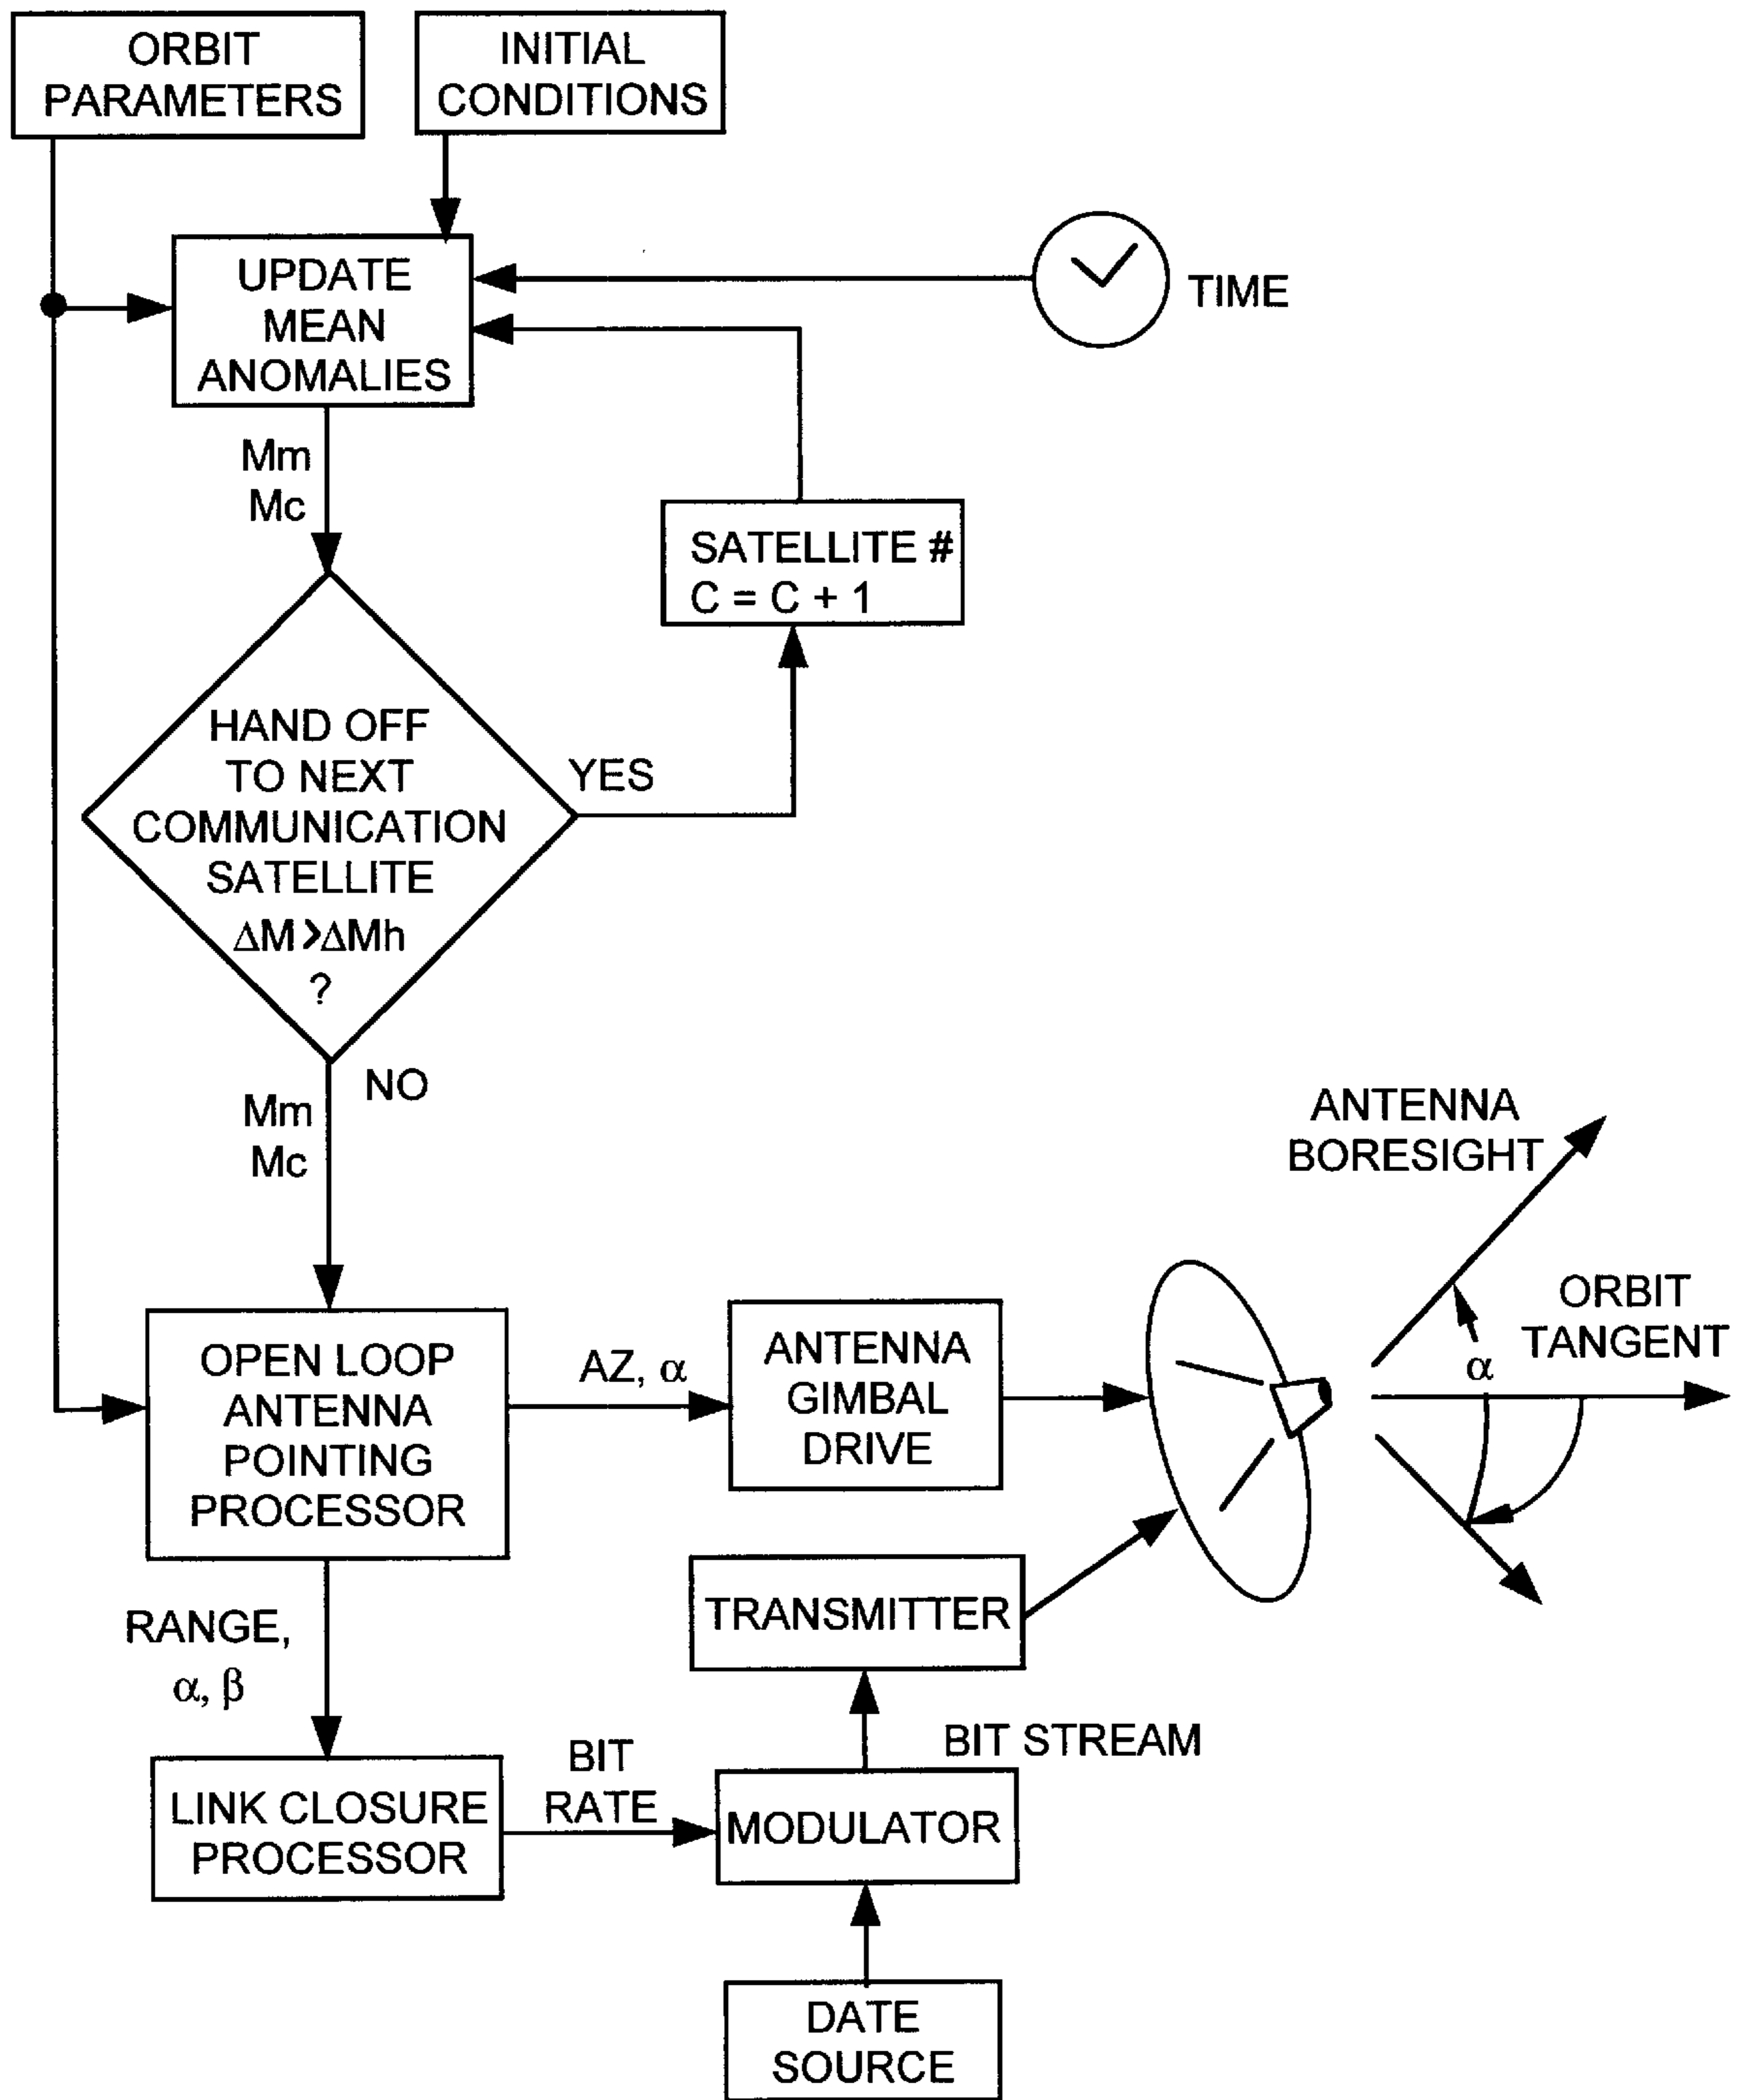 ORBIT
PARAMETERS
INITIAL
CONDITIONS
UPDATE
MEAN
ANOMALIES
TIME
Mm
Mc
SATELLITE #
C = C + 1
HAND OFF
TO NEXT
COMMUNICATION
SATELLITE
ΔM>ΔMh
?
YES
NO
Mm
Mc
ANTENNA
BORESIGHT
ORBIT
TANGENT
α
OPEN LOOP
ANTENNA
POINTING
PROCESSOR
AZ, α
ANTENNA
GIMBAL
DRIVE
RANGE,
α, β
TRANSMITTER
BIT STREAM
LINK CLOSURE
PROCESSOR
BIT
RATE
MODULATOR
DATE
SOURCE